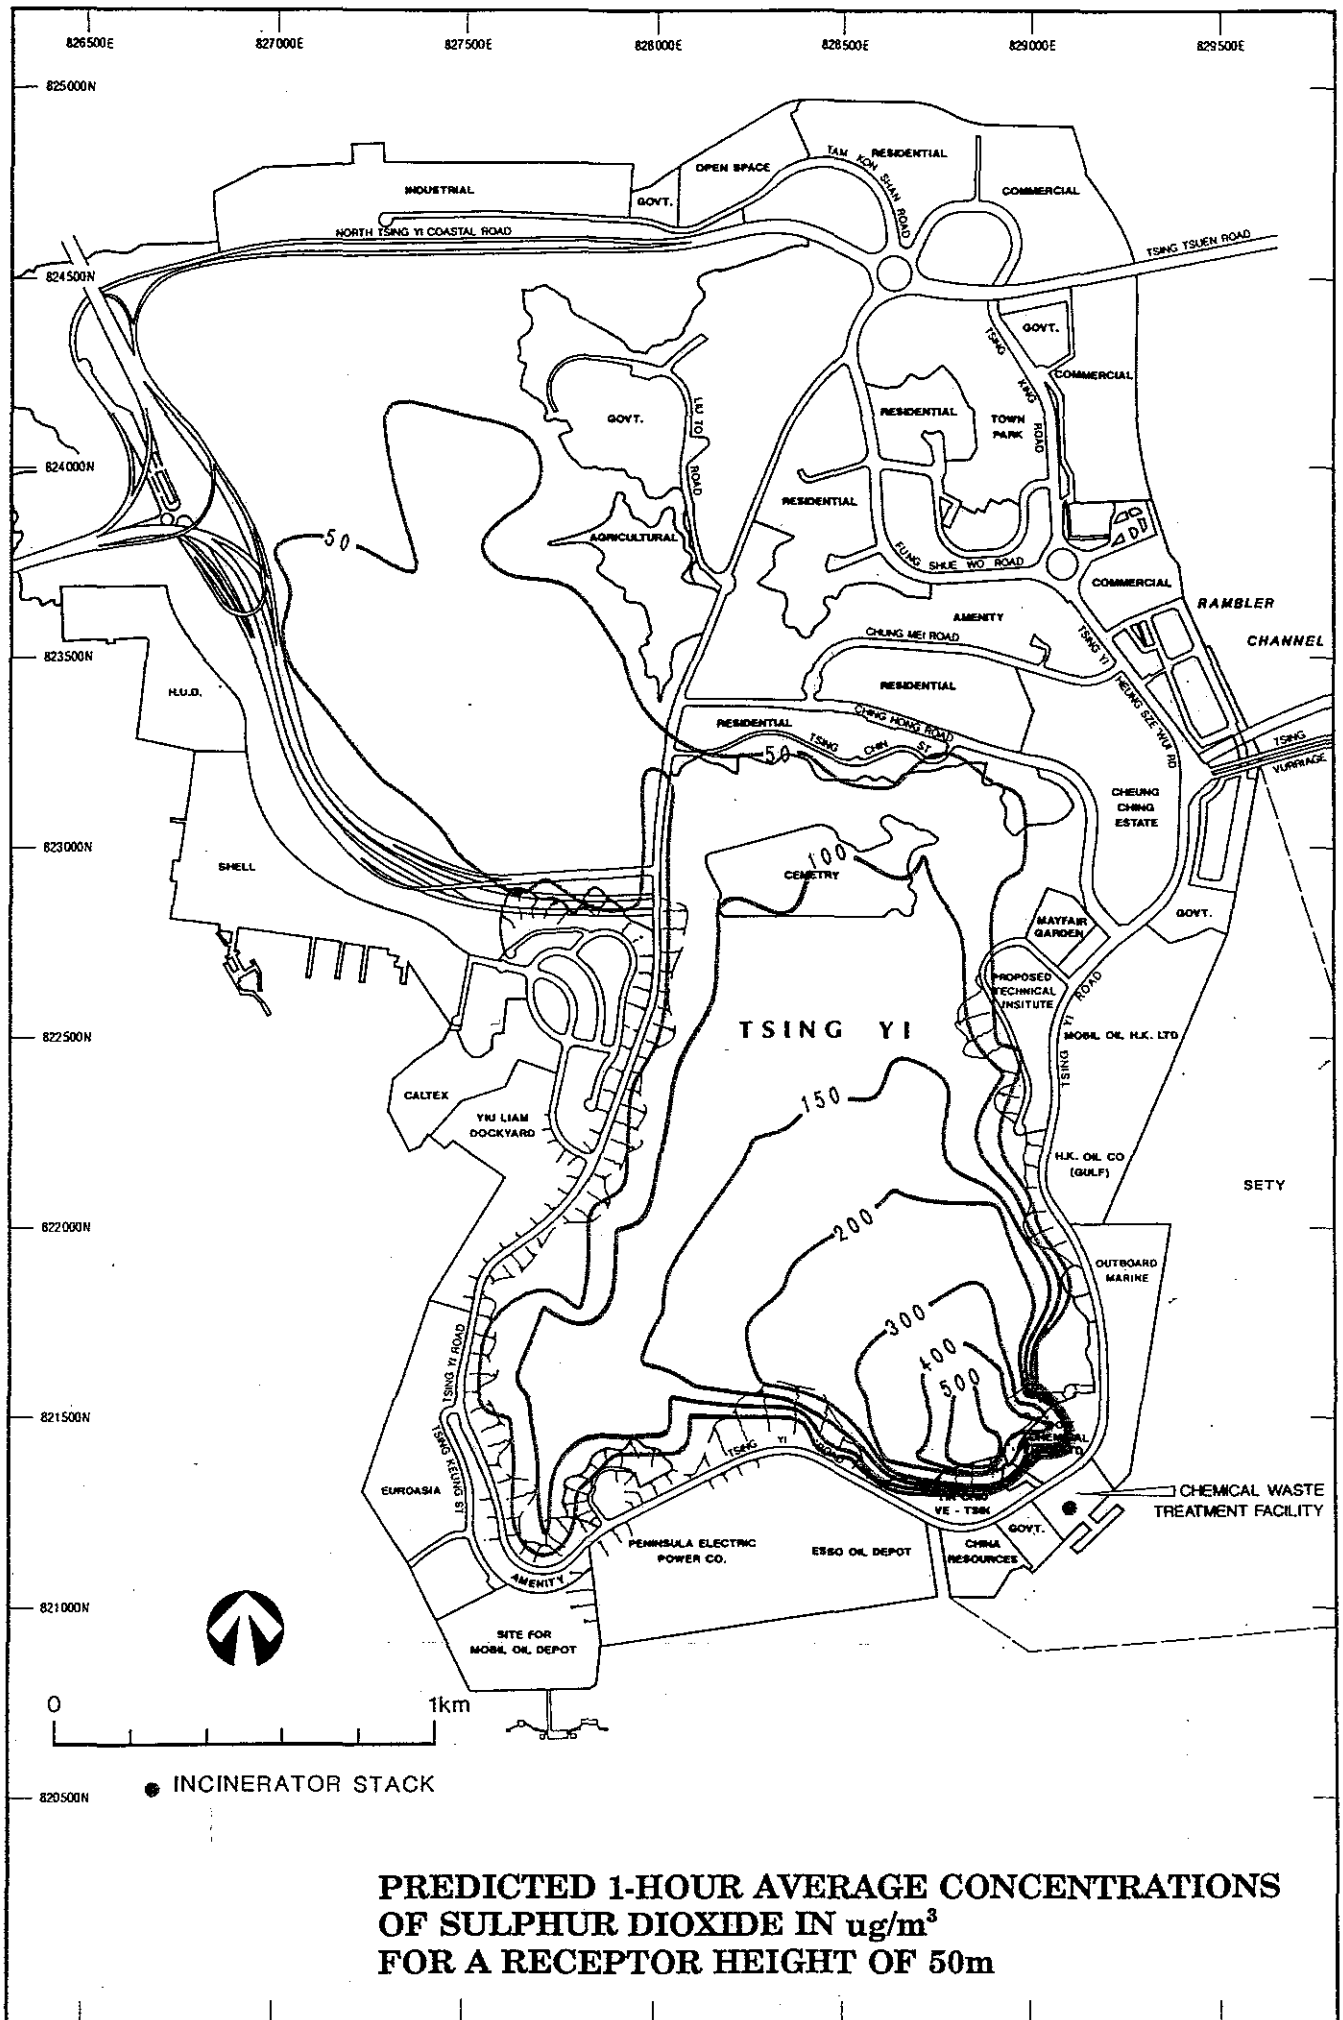 826500E
827000E
827500E
828000E
828500E
829000E
829500E
825000N
824500N
824000N
823500N
823000N
822500N
822000N
821500N
821000N
820500N
INDUSTRIAL
GOVT.
OPEN SPACE
TAM KON SHAN ROAD
RESIDENTIAL
COMMERCIAL
NORTH TSING YI COASTAL ROAD
TSING TSUEN ROAD
GOVT.
TSING KING ROAD
COMMERCIAL
GOVT.
LIU TO ROAD
RESIDENTIAL
TOWN
PARK
RESIDENTIAL
50
AGRICULTURAL
FUNG SHUE WO ROAD
COMMERCIAL
RAMBLER
CHANNEL
AMENITY
CHUNG MEI ROAD
TSING YI
HEUNG SZE WUI RD
H.U.D.
RESIDENTIAL
RESIDENTIAL
CHING HONG ROAD
TSING CHIN ST
50
TSING
CHEUNG
CHING
ESTATE
SHELL
100
CEMETRY
MAYFAIR
GARDEN
GOVT.
PROPOSED
TECHNICAL
INSITUTE
TSING YI ROAD
TSING YI
MOBIL OIL H.K. LTD
CALTEX
YIU LIAM
DOCKYARD
150
H.K. OIL CO
(GULF)
SETY
200
OUTBOARD
MARINE
300
400
500
TSING YI ROAD
TSING KEUNG ST
TSING YI ROAD
CHEMICAL
EUROASIA
CHEMICAL WASTE
TREATMENT FACILITY
VE - TSIN
GOVT.
PENINSULA ELECTRIC
POWER CO.
ESSO OIL DEPOT
CHINA
RESOURCES
AMENITY
SITE FOR
MOBIL OIL DEPOT
0
1km
INCINERATOR STACK
PREDICTED 1-HOUR AVERAGE CONCENTRATIONS
OF SULPHUR DIOXIDE IN ug/m³
FOR A RECEPTOR HEIGHT OF 50m